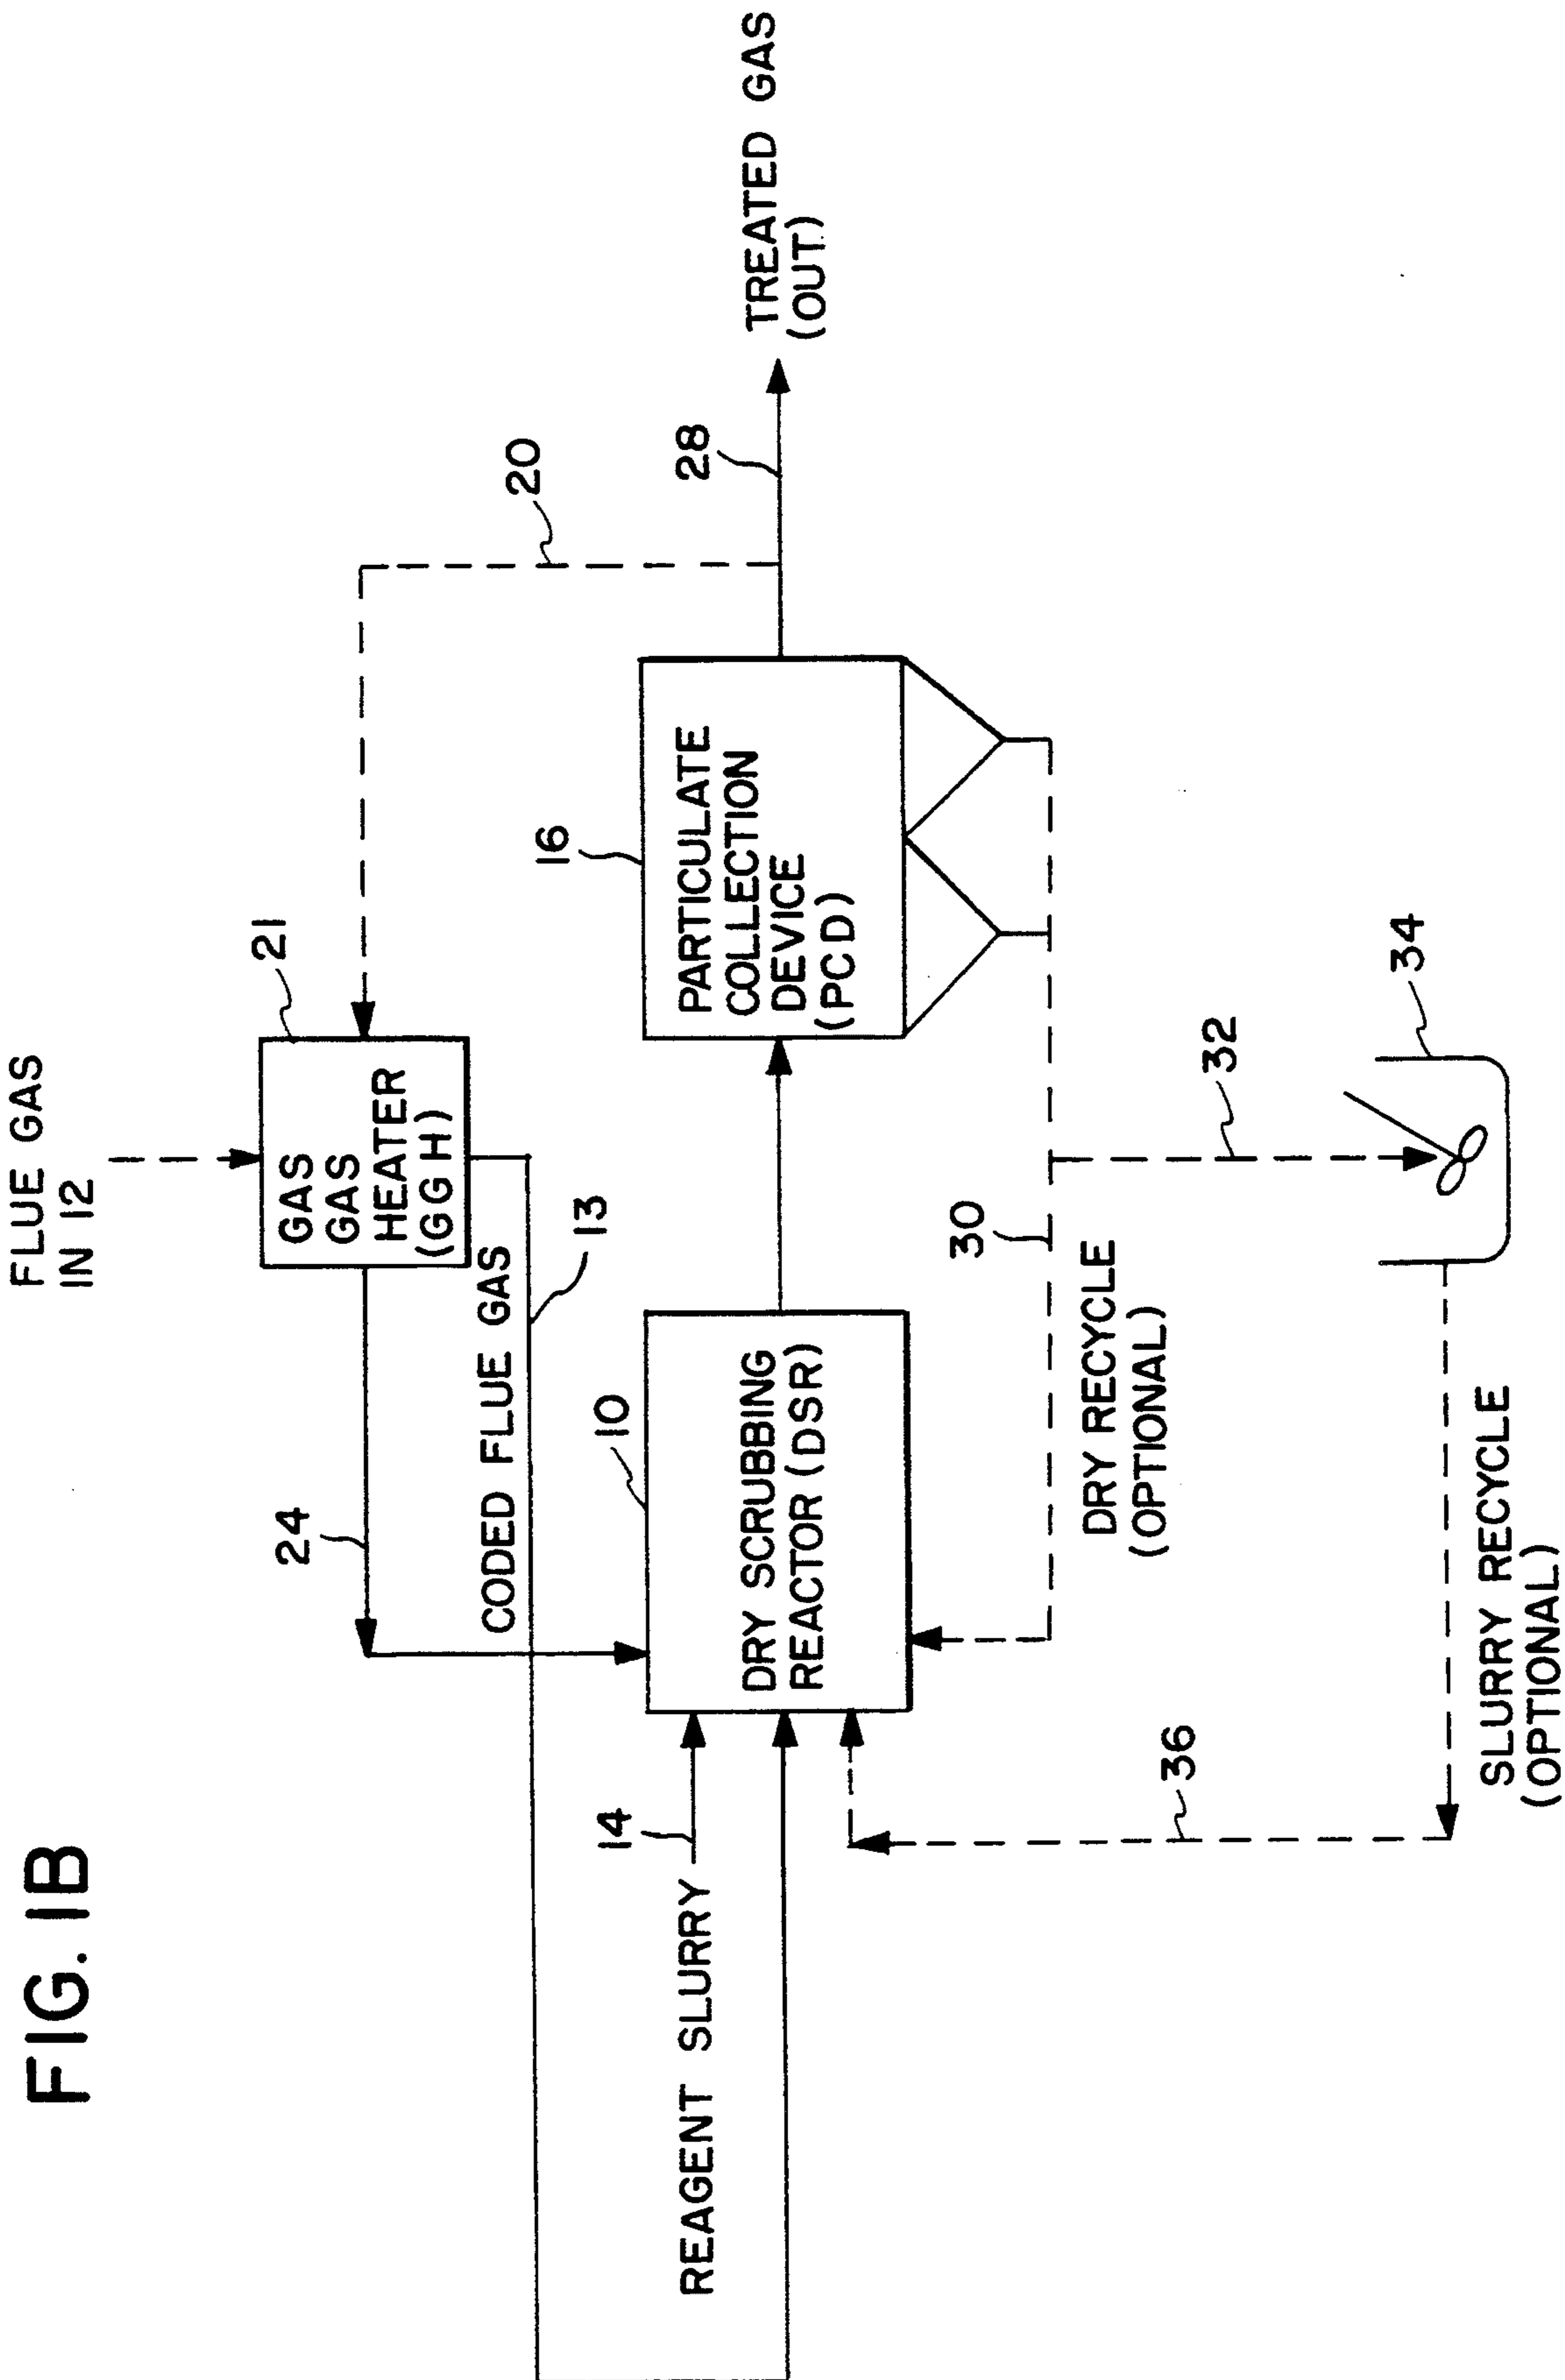 FIG. 1B
FLUE GAS
IN 12
21
GAS
GAS
HEATER
(GGH)
20
24
CODED FLUE GAS
13
10
DRY SCRUBBING
REACTOR (DSR)
16
PARTICULATE
COLLECTION
DEVICE
(PCD)
28
TREATED GAS
(OUT)
REAGENT SLURRY
14
30
DRY RECYCLE
(OPTIONAL)
32
34
36
SLURRY RECYCLE
(OPTIONAL)